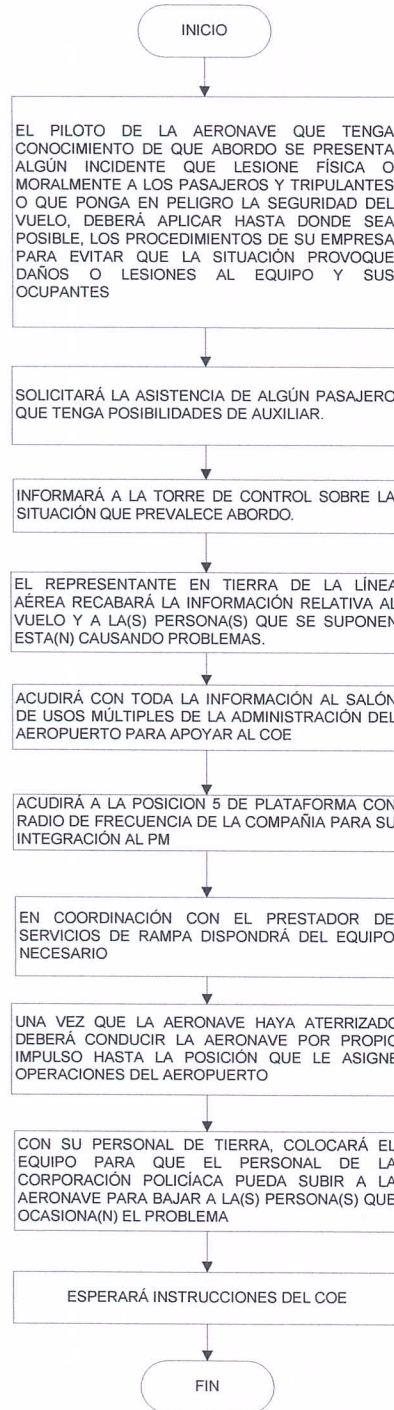 INICIO
EL PILOTO DE LA AERONAVE QUE TENGA
CONOCIMIENTO DE QUE ABORDO SE PRESENTA
ALGÚN INCIDENTE QUE LESIONE FÍSICA O
MORALMENTE A LOS PASAJEROS Y TRIPULANTES
O QUE PONGA EN PELIGRO LA SEGURIDAD DEL
VUELO, DEBERÁ APLICAR HASTA DONDE SEA
POSIBLE, LOS PROCEDIMIENTOS DE SU EMPRESA
PARA EVITAR QUE LA SITUACIÓN PROVOQUE
DAÑOS O LESIONES AL EQUIPO Y SUS
OCUPANTES
SOLICITARÁ LA ASISTENCIA DE ALGÚN PASAJERO
QUE TENGA POSIBILIDADES DE AUXILIAR.
INFORMARÁ A LA TORRE DE CONTROL SOBRE LA
SITUACIÓN QUE PREVALECE ABORDO.
EL REPRESENTANTE EN TIERRA DE LA LÍNEA
AÉREA RECABARÁ LA INFORMACIÓN RELATIVA AL
VUELO Y A LA(S) PERSONA(S) QUE SE SUPONEN
ESTA(N) CAUSANDO PROBLEMAS.
ACUDIRÁ CON TODA LA INFORMACIÓN AL SALÓN
DE USOS MÚLTIPLES DE LA ADMINISTRACIÓN DEL
AEROPUERTO PARA APOYAR AL COE
ACUDIRÁ A LA POSICION 5 DE PLATAFORMA CON
RADIO DE FRECUENCIA DE LA COMPAÑIA PARA SU
INTEGRACIÓN AL PM
EN COORDINACIÓN CON EL PRESTADOR DE
SERVICIOS DE RAMPA DISPONDRÁ DEL EQUIPO
NECESARIO
UNA VEZ QUE LA AERONAVE HAYA ATERRIZADO
DEBERÁ CONDUCIR LA AERONAVE POR PROPIO
IMPULSO HASTA LA POSICIÓN QUE LE ASIGNE
OPERACIONES DEL AEROPUERTO
CON SU PERSONAL DE TIERRA, COLOCARÁ EL
EQUIPO PARA QUE EL PERSONAL DE LA
CORPORACIÓN POLICÍACA PUEDA SUBIR A LA
AERONAVE PARA BAJAR A LA(S) PERSONA(S) QUE
OCASIONA(N) EL PROBLEMA
ESPERARÁ INSTRUCCIONES DEL COE
FIN